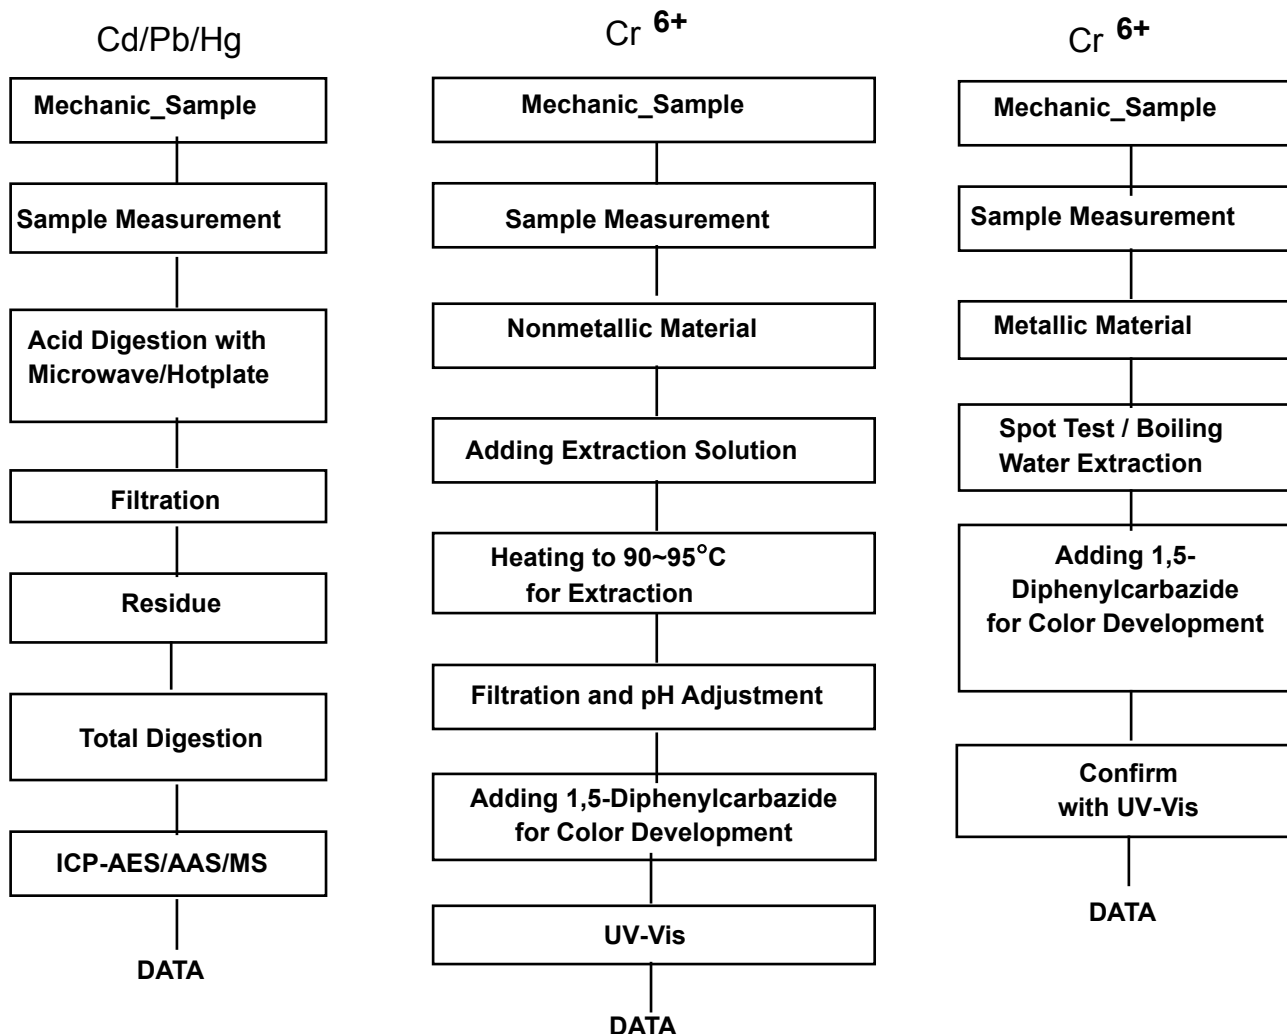 Cd/Pb/Hg
Mechanic_Sample
Sample Measurement
Acid Digestion with
Microwave/Hotplate
Filtration
Residue
Total Digestion
ICP-AES/AAS/MS
DATA
Cr 6+
Mechanic_Sample
Sample Measurement
Nonmetallic Material
Adding Extraction Solution
Heating to 90~95°C
for Extraction
Filtration and pH Adjustment
Adding 1,5-Diphenylcarbazide
for Color Development
UV-Vis
DATA
Cr 6+
Mechanic_Sample
Sample Measurement
Metallic Material
Spot Test / Boiling
Water Extraction
Adding 1,5-
Diphenylcarbazide
for Color Development
Confirm
with UV-Vis
DATA